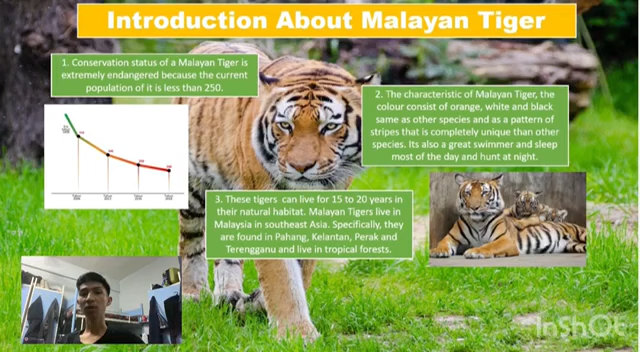 Introduction About Malayan Tiger
1. Conservation status of a Malayan Tiger is
extremely endangered because the current
population of it is less than 250.
2. The characteristic of Malayan Tiger, the
colour consist of orange, white and black
same as other species and as a pattern of
stripes that is completely unique than other
species. Its also a great swimmer and sleep
most of the day and hunt at night.
3. These tigers can live for 15 to 20 years in
their natural habitat. Malayan Tigers live in
Malaysia in southeast Asia. Specifically, they
are found in Pahang, Kelantan, Perak and
Terengganu and live in tropical forests.
InShOt